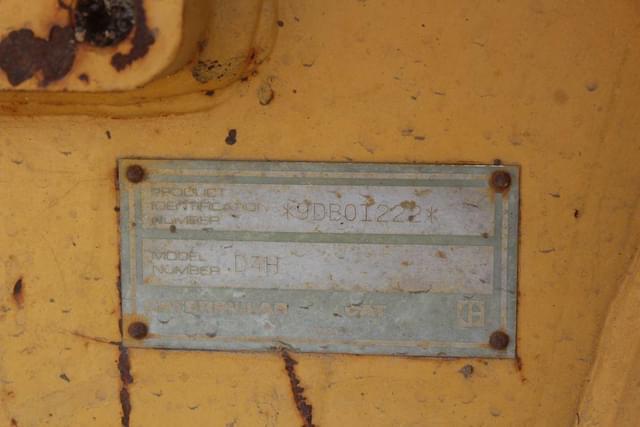 PRODUCT
IDENTIFICATION
NUMBER *9DB01222*
MODEL
NUMBER D4H
CATERPILLAR CAT